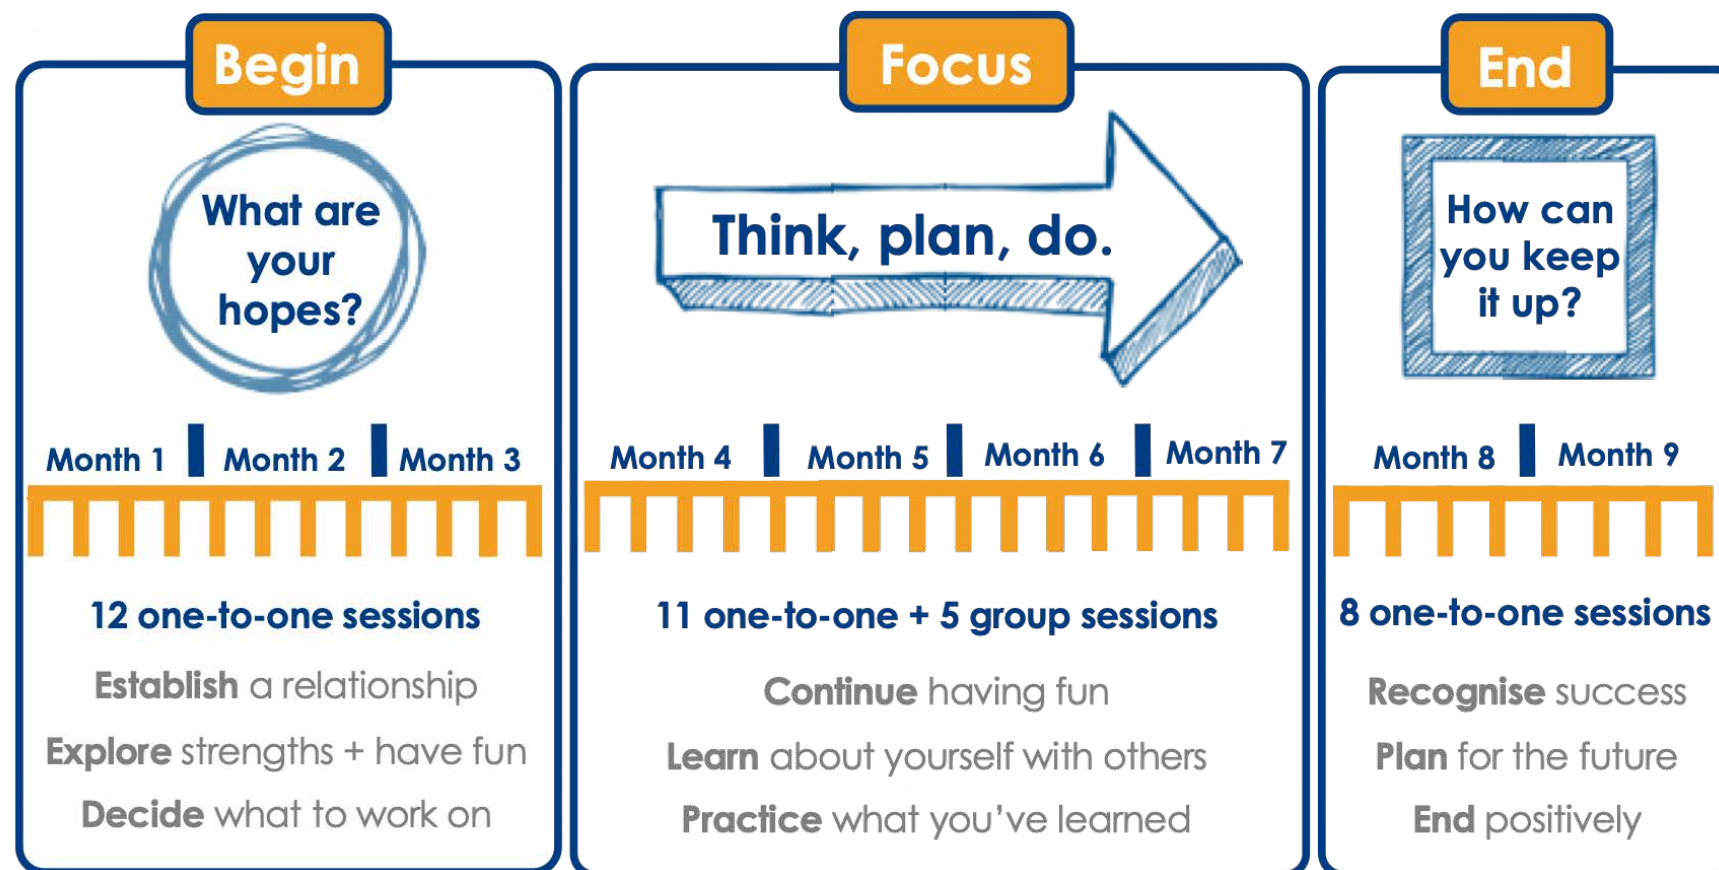 Begin
What are
your
hopes?
Month 1
Month 2
Month 3
12 one-to-one sessions
Establish a relationship
Explore strengths + have fun
Decide what to work on
Focus
Think, plan, do.
Month 4
Month 5
Month 6
Month 7
11 one-to-one + 5 group sessions
Continue having fun
Learn about yourself with others
Practice what you've learned
End
How can
you keep
it up?
Month 8
Month 9
8 one-to-one sessions
Recognise success
Plan for the future
End positively